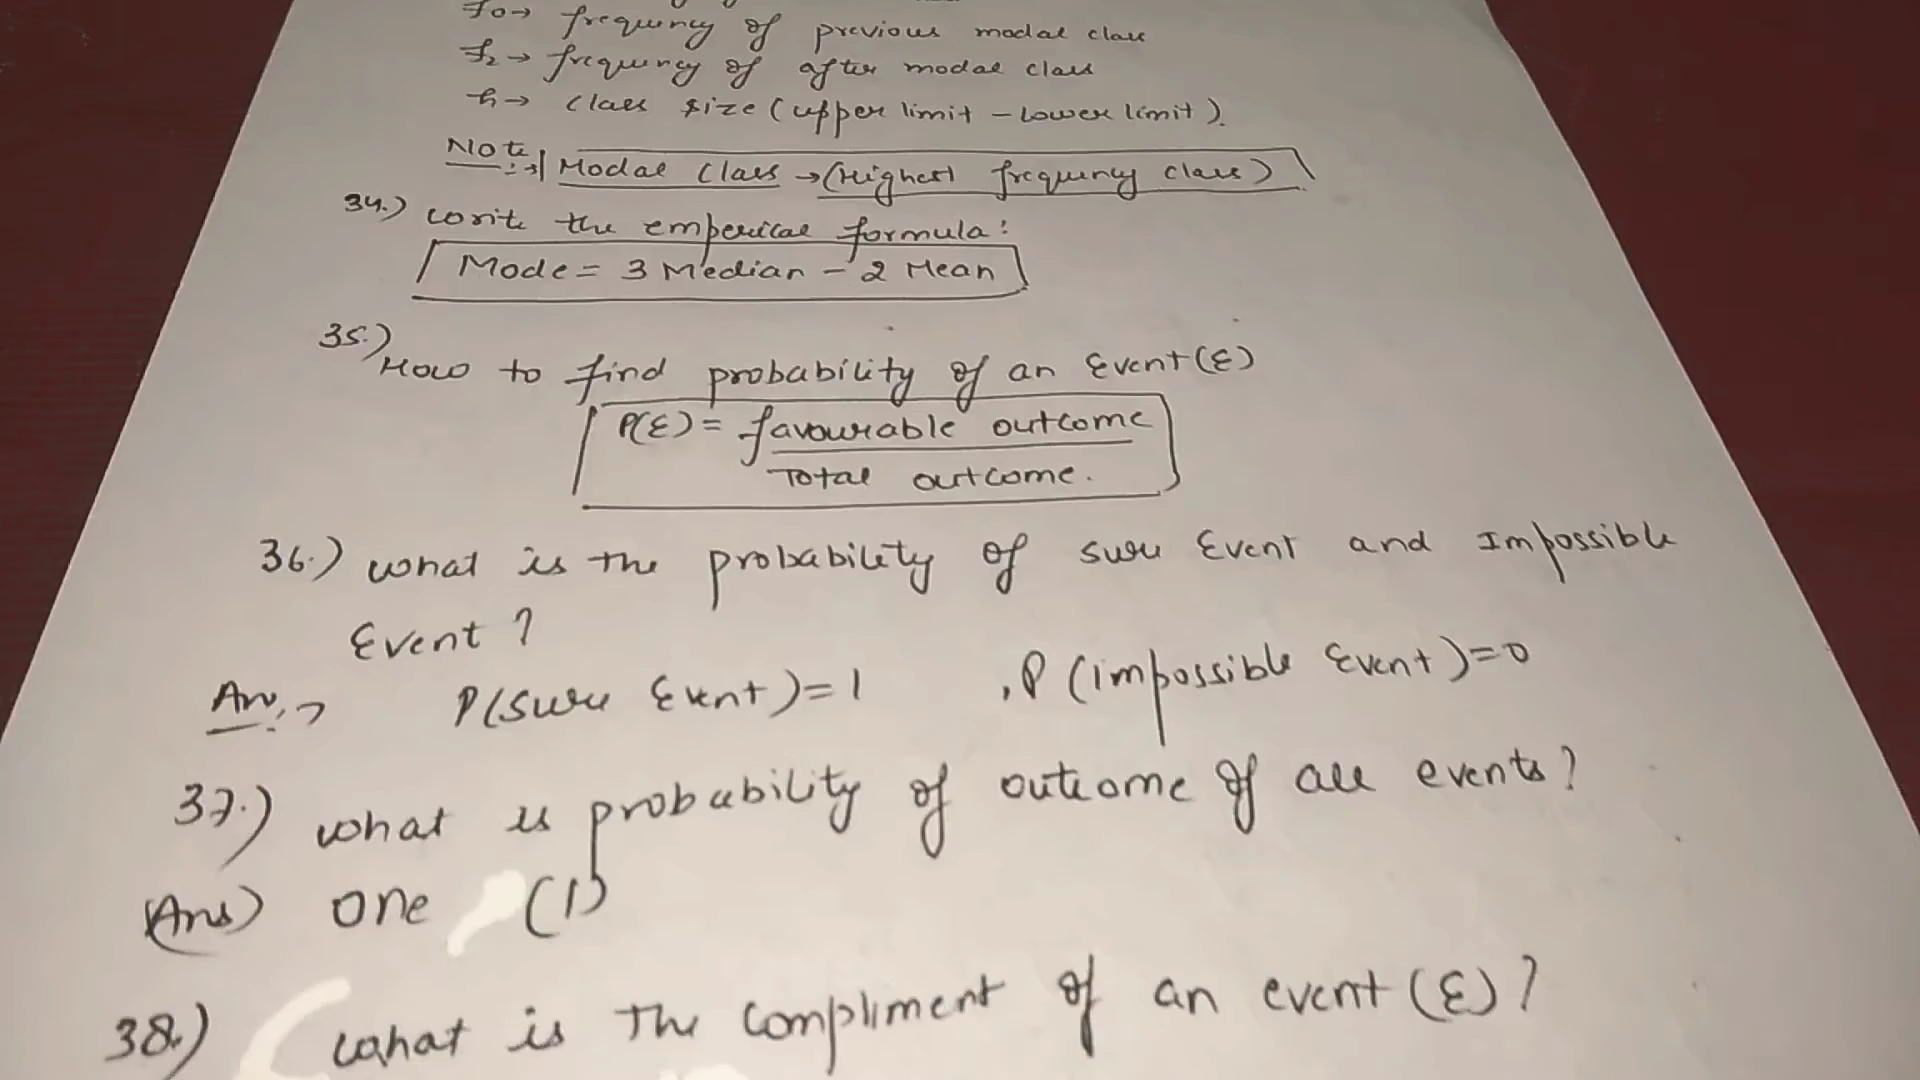 f0→ frequency of previous modal class
f2→ frequency of after modal class
h→ class size (upper limit - Lower limit).
Note:→ Modal Class →(Highest frequency class)
34.) Write the emperical formula:
Mode = 3 Median - 2 Mean
35.)
How to find probability of an Event(E)
P(E) = favourable outcome
Total outcome.
36.) what is the probability of sure Event and Impossible
Event ?
Ans:→ P(sure Event)=1 , P(impossible Event)=0
37.) what is probability of outcome of all events?
(Ans) one (1)
38.) what is the compliment of an event (E)?